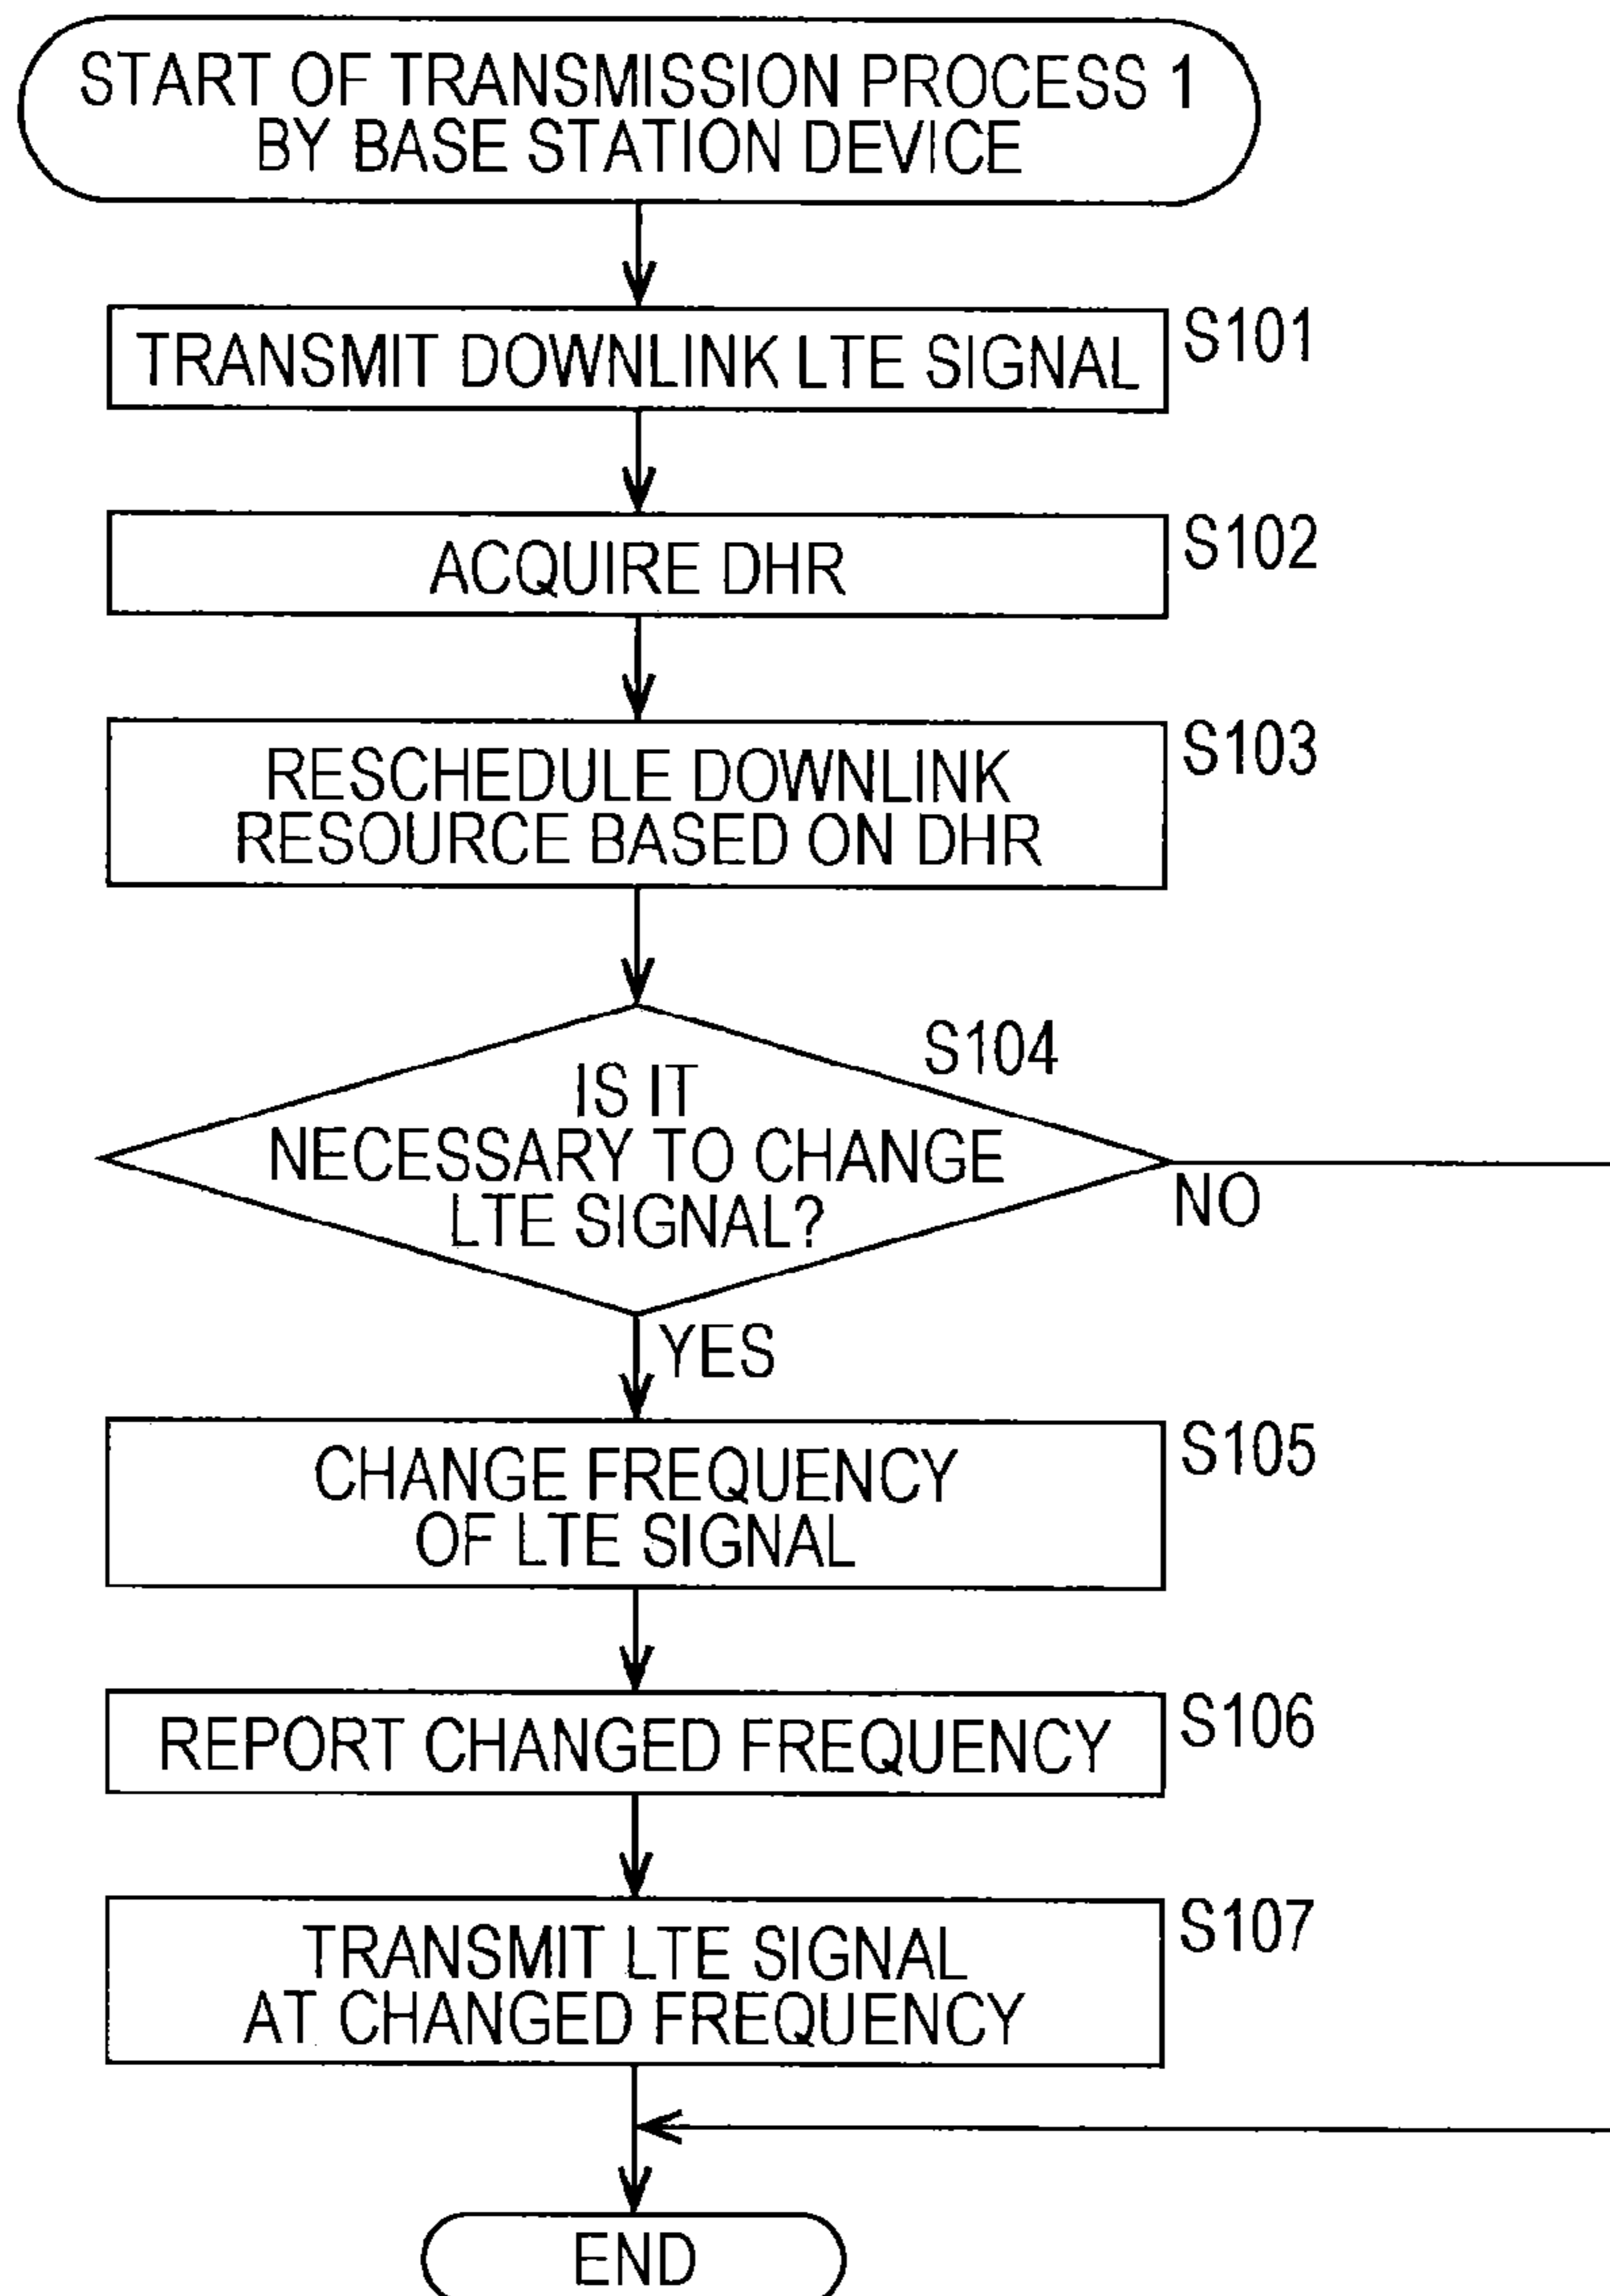 START OF TRANSMISSION PROCESS 1
BY BASE STATION DEVICE
TRANSMIT DOWNLINK LTE SIGNAL
S101
ACQUIRE DHR
S102
RESCHEDULE DOWNLINK
RESOURCE BASED ON DHR
S103
S104
IS IT
NECESSARY TO CHANGE
LTE SIGNAL?
NO
YES
CHANGE FREQUENCY
OF LTE SIGNAL
S105
REPORT CHANGED FREQUENCY
S106
TRANSMIT LTE SIGNAL
AT CHANGED FREQUENCY
S107
END